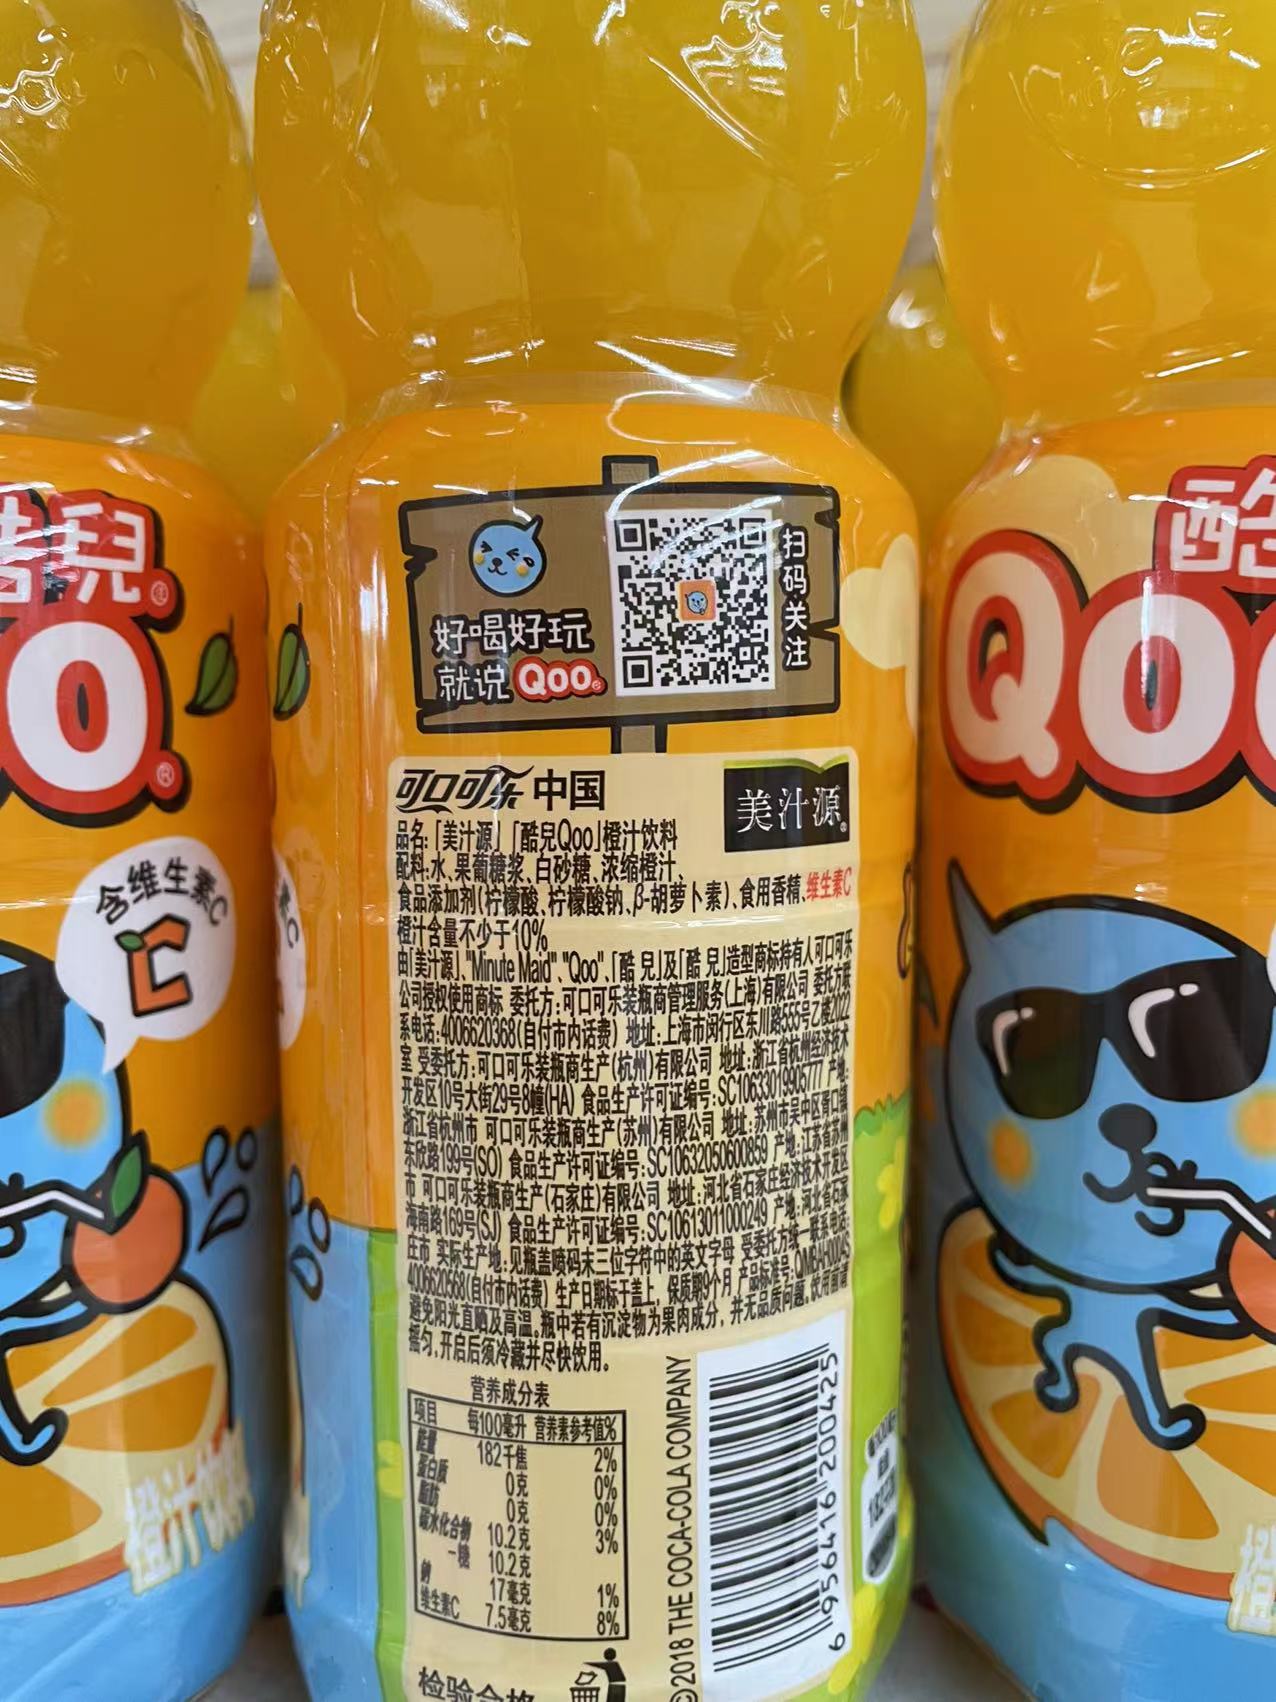 好喝好玩
就说 Qoo
扫码关注
可口可乐 中国
美汁源
品名:「美汁源」「酷兒Qoo」橙汁饮料
配料:水、果葡糖浆、白砂糖、浓缩橙汁、
食品添加剂(柠檬酸、柠檬酸钠、β-胡萝卜素)、食用香精、维生素C
橙汁含量不少于10%
由「美汁源」、"Minute Maid"、"Qoo"、「酷 兒」及「酷 兒」造型商标持有人可口可乐
公司授权使用商标 委托方:可口可乐装瓶商管理服务(上海)有限公司 委托方联
系电话:4006620368(自付市内话费) 地址:上海市闵行区东川路555号乙楼2022
室 受委托方:可口可乐装瓶商生产(杭州)有限公司 地址:浙江省杭州经济技术
开发区10号大街29号8幢(HA) 食品生产许可证编号:SC10633019905777 产地:
浙江省杭州市 可口可乐装瓶商生产(苏州)有限公司 地址:苏州市吴中区胥口镇
东欣路199号(SO) 食品生产许可证编号:SC10632050600859 产地:江苏省苏州
市 可口可乐装瓶商生产(石家庄)有限公司 地址:河北省石家庄经济技术开发区
海南路169号(SJ) 食品生产许可证编号:SC10613011000249 产地:河北省石家
庄市 实际生产地:见瓶盖喷码末三位字符中的英文字母 受委托方统一联系电话:
4006620568(自付市内话费) 生产日期标于盖上, 保质期9个月 产品标准号:QMBAH0004S
避免阳光直晒及高温。瓶中若有沉淀物为果肉成分, 并无品质问题。饮用前请
摇匀,开启后须冷藏并尽快饮用。
营养成分表
项目 每100毫升 营养素参考值%
能量 182千焦 2%
蛋白质 0克 0%
脂肪 0克 0%
碳水化合物 10.2克 3%
-糖 10.2克
钠 17毫克 1%
维生素C 7.5毫克 8%
检验合格
©2018 THE COCA-COLA COMPANY
6 956416 200425
酷兒
含维生素C
C
橙汁饮料
Qoo